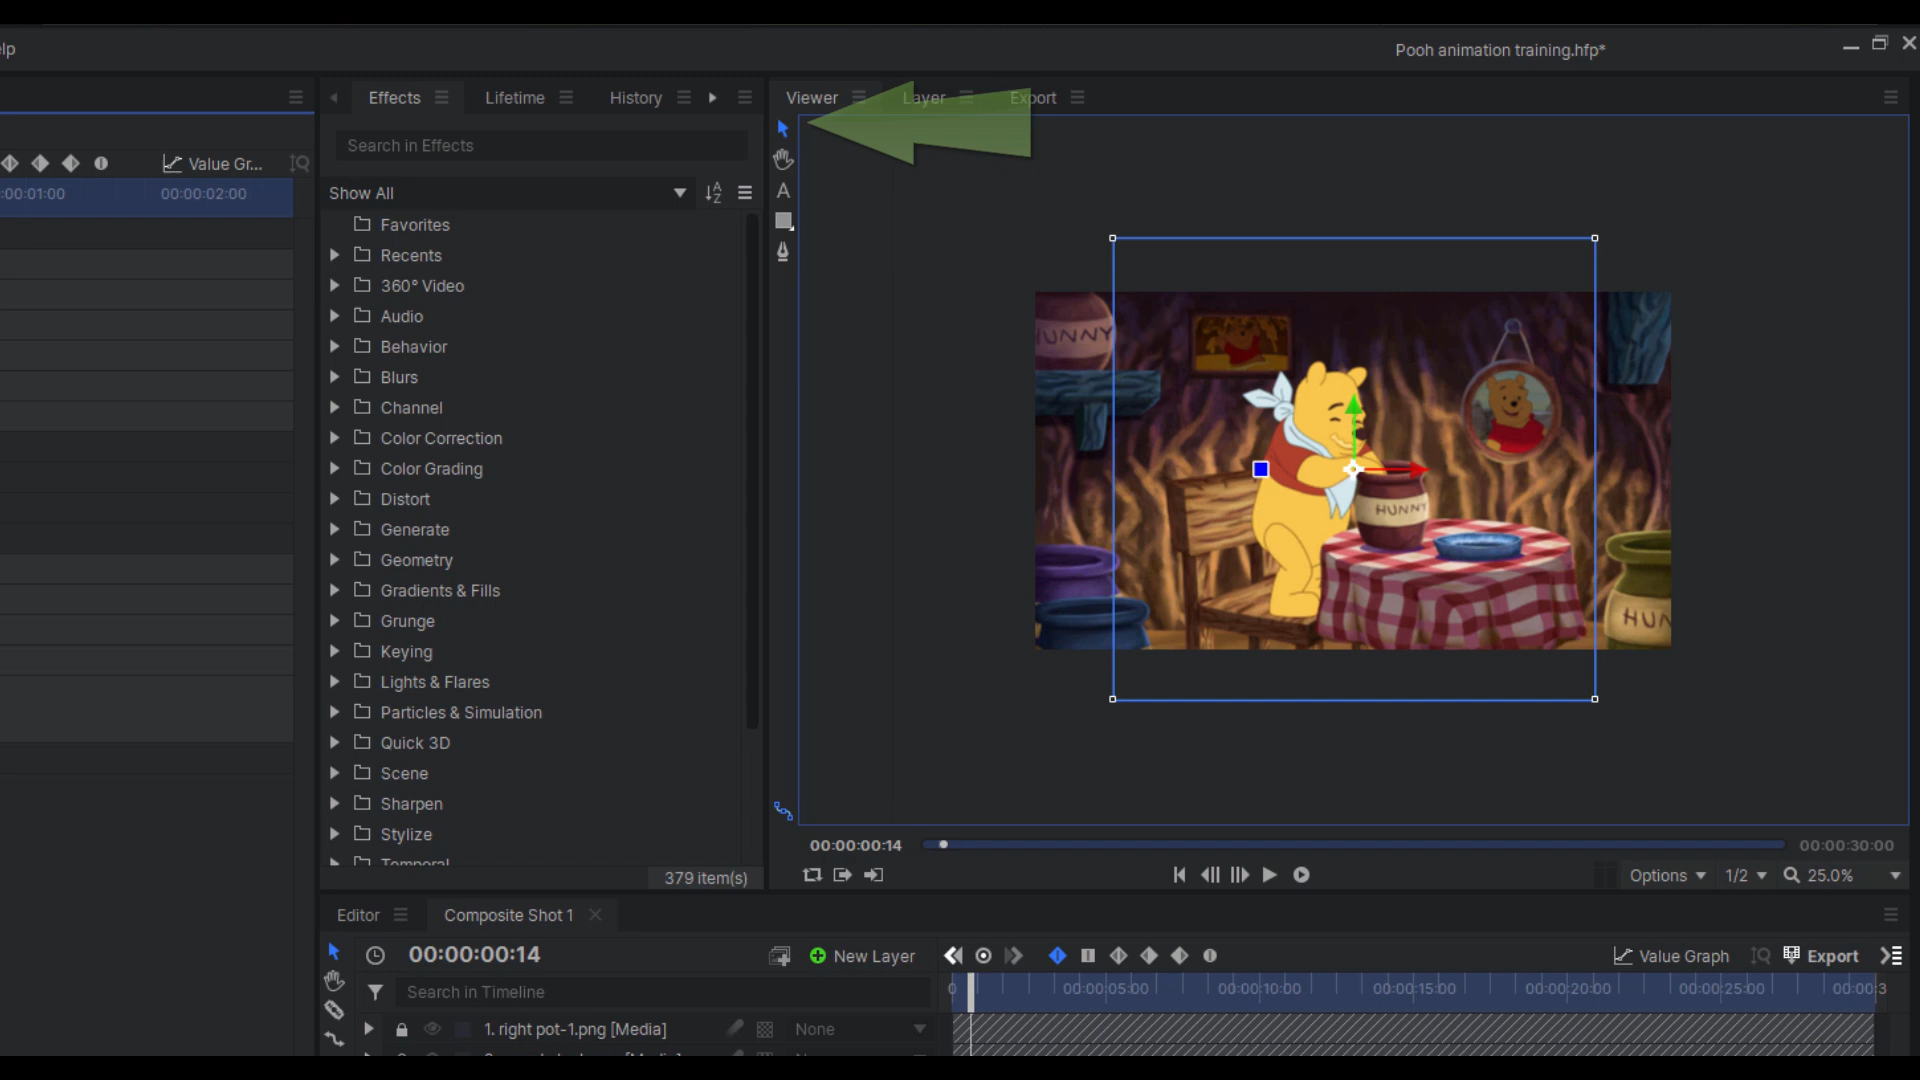 elp
Pooh animation training.hfp*
Effects
Lifetime
History
Viewer
Layer
Export
Search in Effects
Value Gr...
:00:01:00
00:00:02:00
Show All
Favorites
Recents
360° Video
Audio
Behavior
Blurs
Channel
Color Correction
Color Grading
Distort
Generate
Geometry
Gradients & Fills
Grunge
Keying
Lights & Flares
Particles & Simulation
Quick 3D
Scene
Sharpen
Stylize
Temporal
379 item(s)
A
HUNNY
HUNNY
HUN
00:00:00:14
00:00:30:00
Options
1/2
25.0%
Editor
Composite Shot 1
00:00:00:14
New Layer
Value Graph
Export
Search in Timeline
0
00:00:05:00
00:00:10:00
00:00:15:00
00:00:20:00
00:00:25:00
00:00:3
1. right pot-1.png [Media]
None